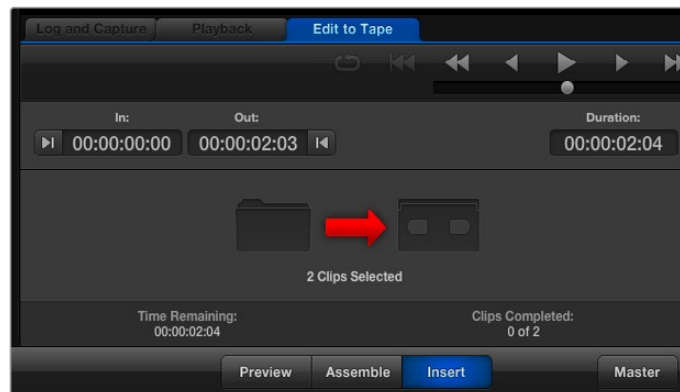 Log and Capture Playback Edit to Tape
In: Out: Duration:
00:00:00:00 00:00:02:03 00:00:02:04
2 Clips Selected
Time Remaining: Clips Completed:
00:00:02:04 0 of 2
Preview Assemble Insert Master